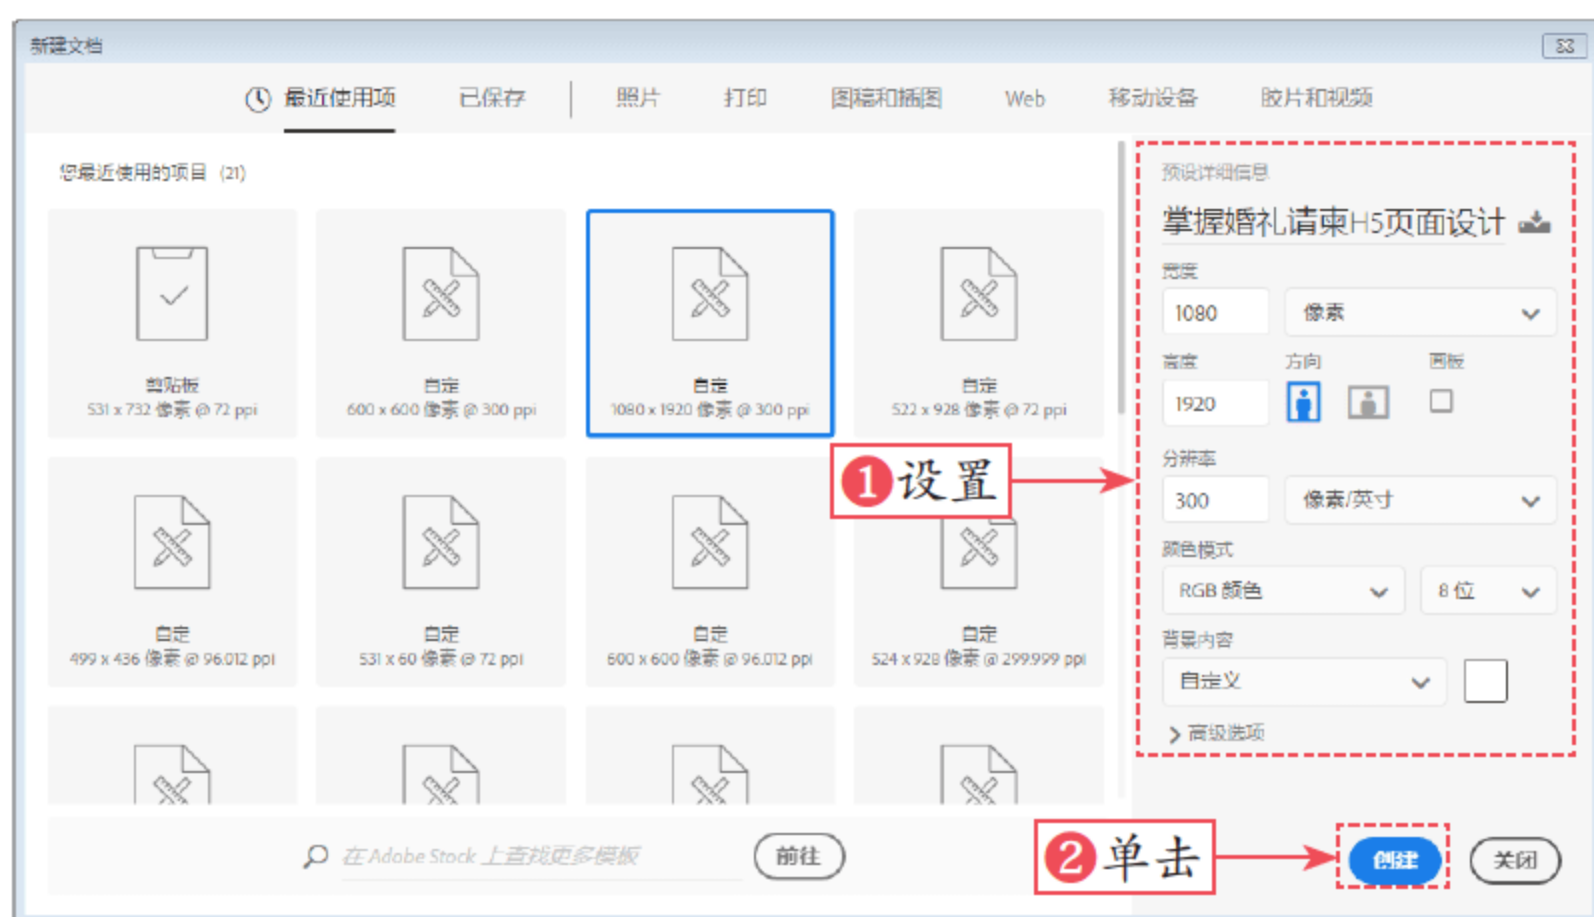 新建文档
最近使用项 已保存 照片 打印 图稿和插图 Web 移动设备 胶片和视频
您最近使用的项目 (21)
剪贴板
531 x 732 像素 @ 72 ppi
自定
600 x 600 像素 @ 300 ppi
自定
1080 x 1920 像素 @ 300 ppi
自定
522 x 928 像素 @ 72 ppi
自定
499 x 436 像素 @ 96.012 ppi
自定
531 x 60 像素 @ 72 ppi
自定
600 x 600 像素 @ 96.012 ppi
自定
524 x 928 像素 @ 299.999 ppi
在 Adobe Stock 上查找更多模板
前往
预设详细信息
掌握婚礼请柬H5页面设计
宽度
1080 像素
高度 方向 画板
1920
分辨率
300 像素/英寸
颜色模式
RGB 颜色 8 位
背景内容
自定义
高级选项
1 设置
2 单击
创建 关闭